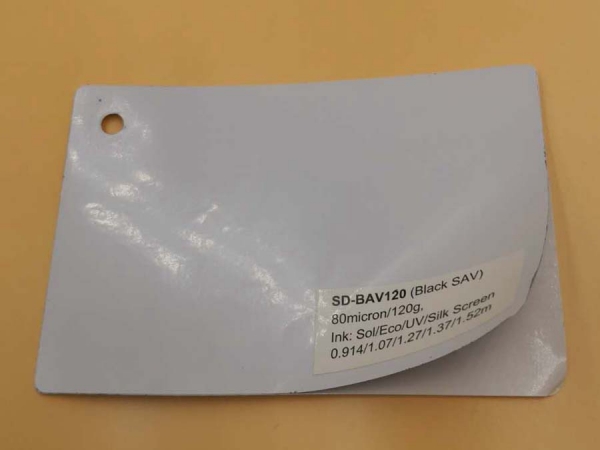 SD-BAV120 (Black SAV)
80micron/120g,
Ink: Sol/Eco/UV/Silk Screen
0.914/1.07/1.27/1.37/1.52m